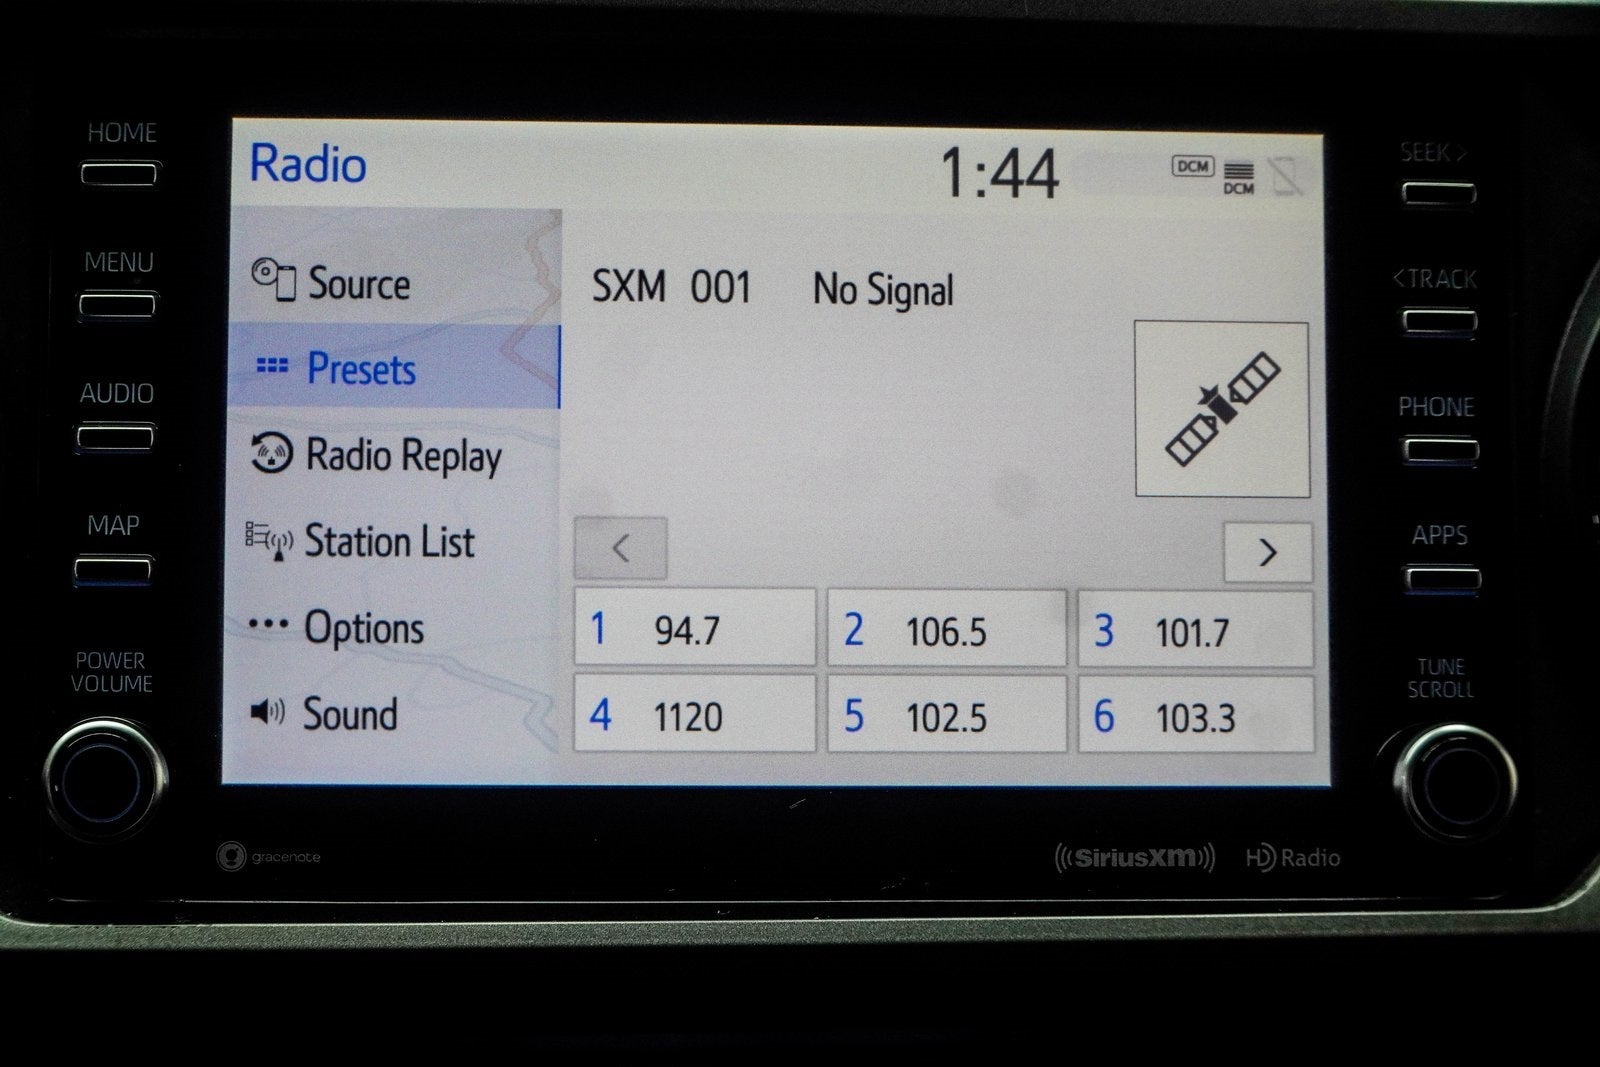 HOME
MENU
AUDIO
MAP
POWER
VOLUME
Radio
1:44
DCM
DCM
Source
Presets
Radio Replay
Station List
Options
Sound
SXM 001 No Signal
<
>
1 94.7
2 106.5
3 101.7
4 1120
5 102.5
6 103.3
SEEK >
< TRACK
PHONE
APPS
TUNE
SCROLL
gracenote
((SiriusXM))
HD Radio